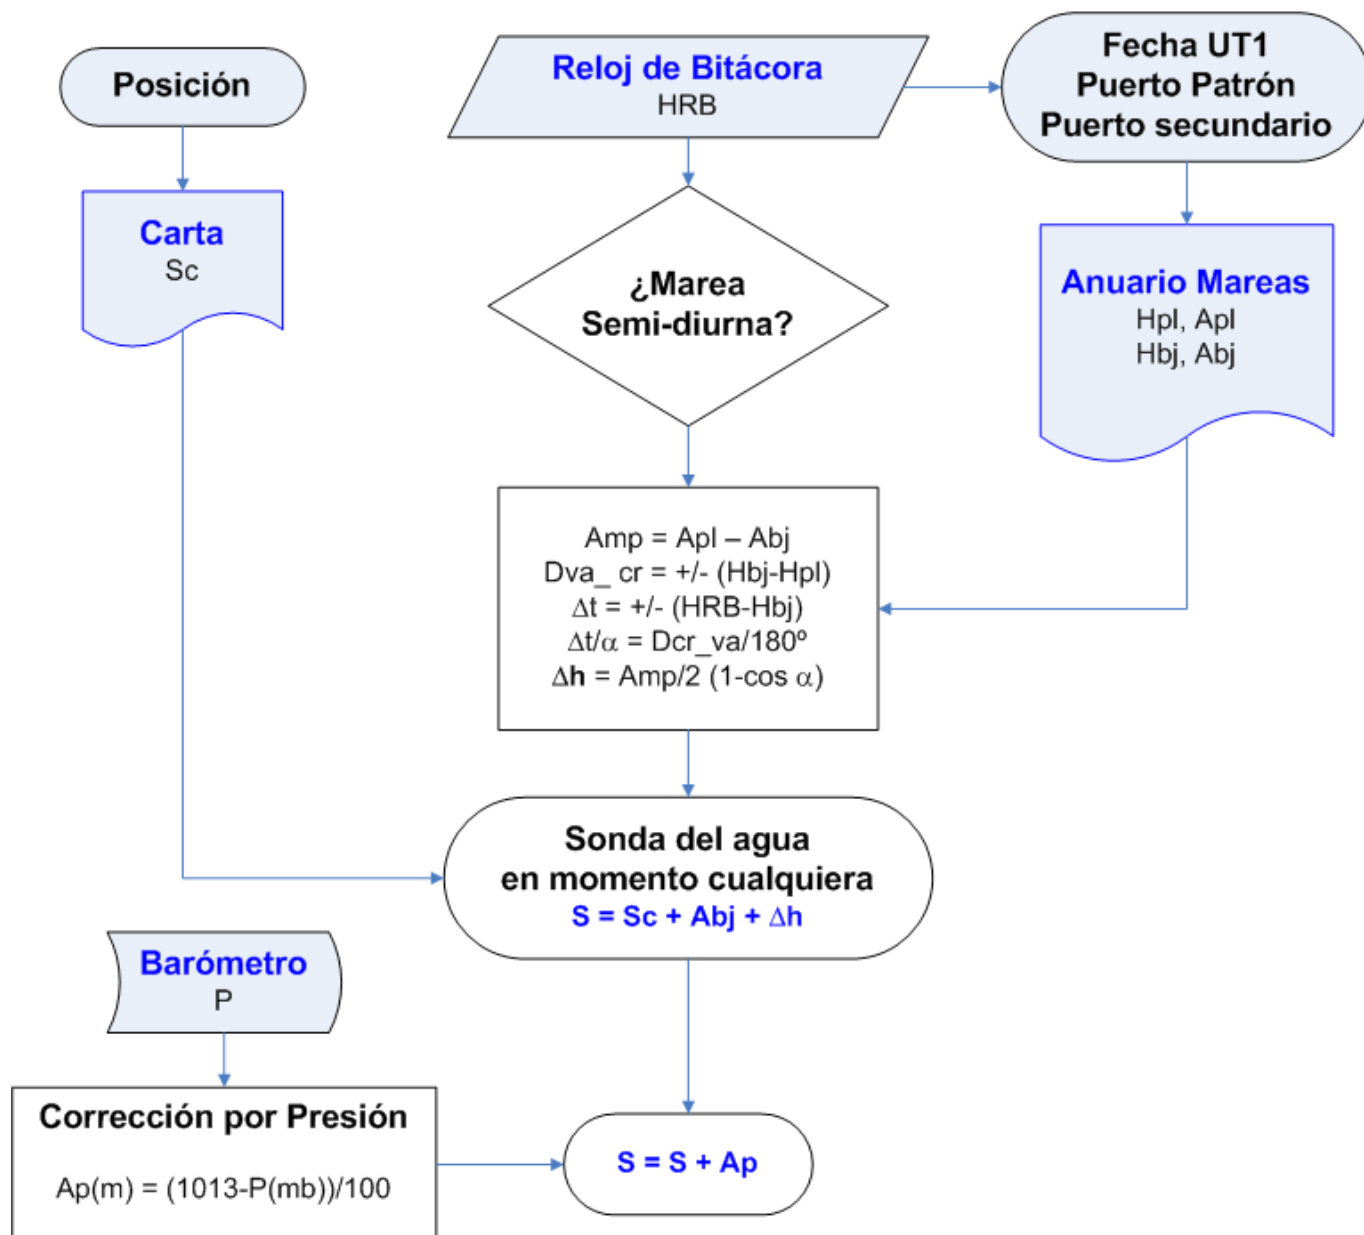 Posición
Reloj de Bitácora
HRB
Fecha UT1
Puerto Patrón
Puerto secundario
Carta
Sc
¿Marea
Semi-diurna?
Anuario Mareas
Hpl, Apl
Hbj, Abj
Amp = Apl – Abj
Dva_ cr = +/- (Hbj-Hpl)
Δt = +/- (HRB-Hbj)
Δt/α = Dcr_va/180º
Δh = Amp/2 (1-cos α)
Sonda del agua
en momento cualquiera
S = Sc + Abj + Δh
Barómetro
P
Corrección por Presión
Ap(m) = (1013-P(mb))/100
S = S + Ap